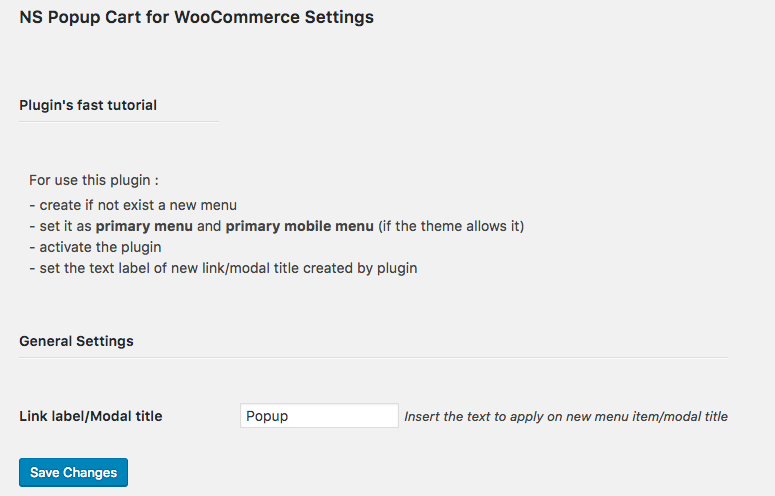 NS Popup Cart for WooCommerce Settings
Plugin's fast tutorial
For use this plugin :
- create if not exist a new menu
- set it as primary menu and primary mobile menu (if the theme allows it)
- activate the plugin
- set the text label of new link/modal title created by plugin
General Settings
Link label/Modal title Popup Insert the text to apply on new menu item/modal title
Save Changes